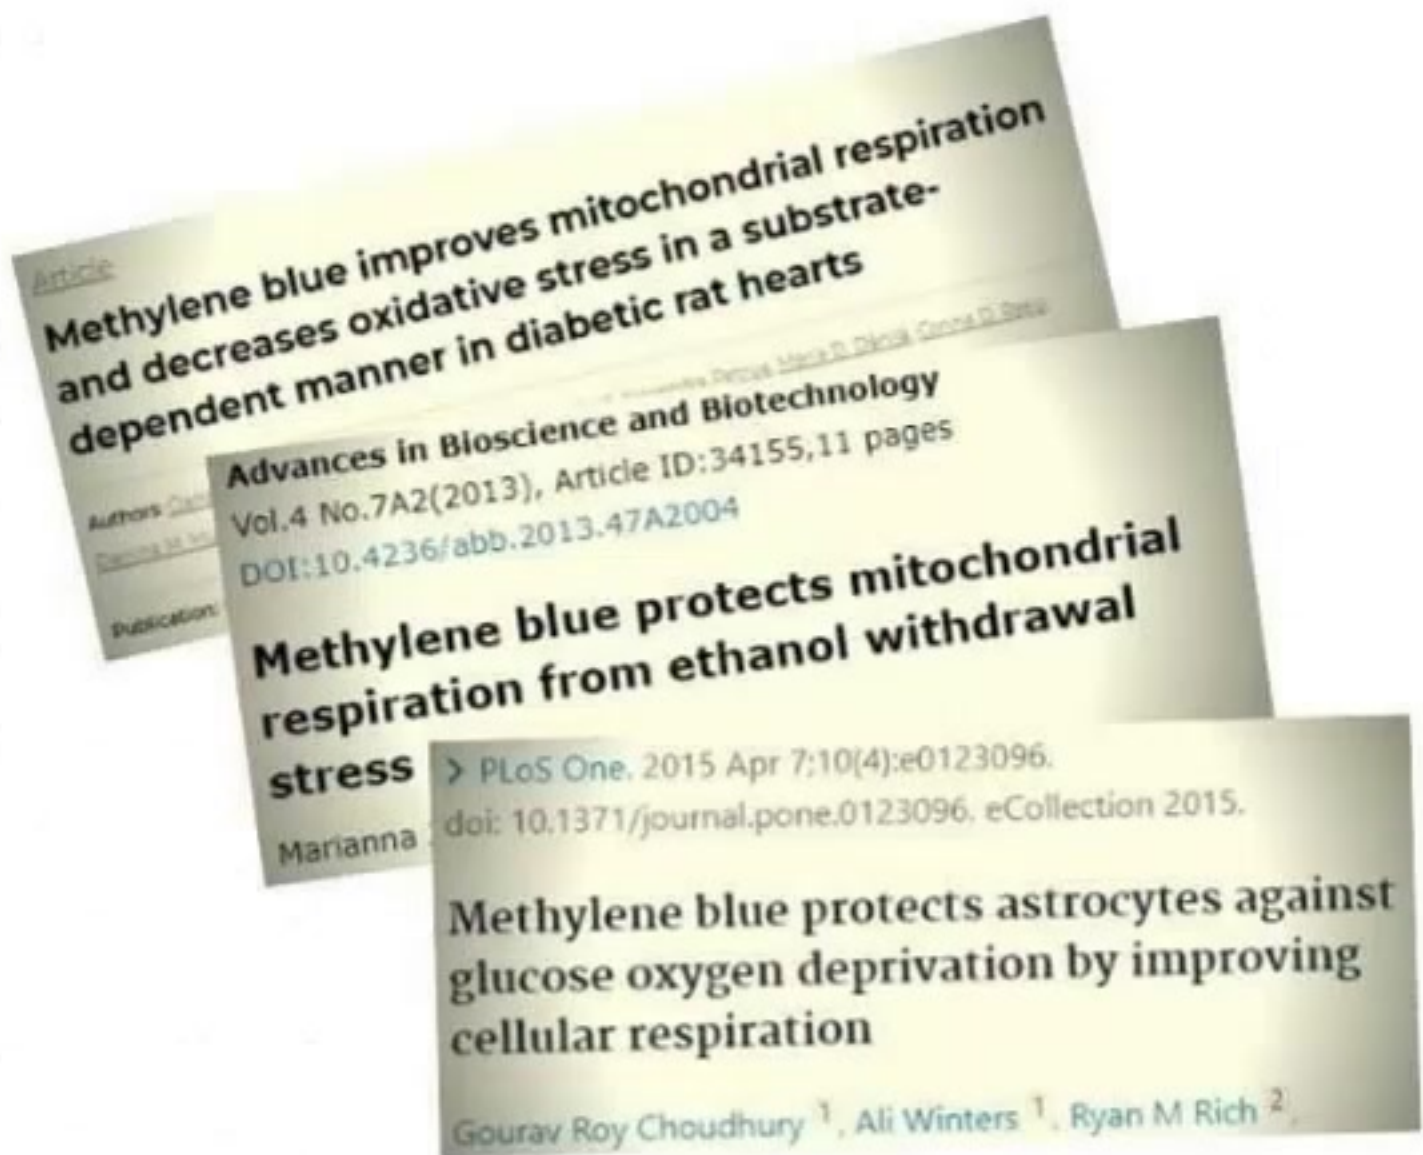 Article
Methylene blue improves mitochondrial respiration
and decreases oxidative stress in a substrate-
dependent manner in diabetic rat hearts
Authors
Publication:
Advances in Bioscience and Biotechnology
Vol.4 No.7A2(2013), Article ID:34155,11 pages
DOI:10.4236/abb.2013.47A2004
Methylene blue protects mitochondrial
respiration from ethanol withdrawal
stress
Marianna
> PLoS One. 2015 Apr 7;10(4):e0123096.
doi: 10.1371/journal.pone.0123096. eCollection 2015.
Methylene blue protects astrocytes against
glucose oxygen deprivation by improving
cellular respiration
Gourav Roy Choudhury 1, Ali Winters 1, Ryan M Rich 2,